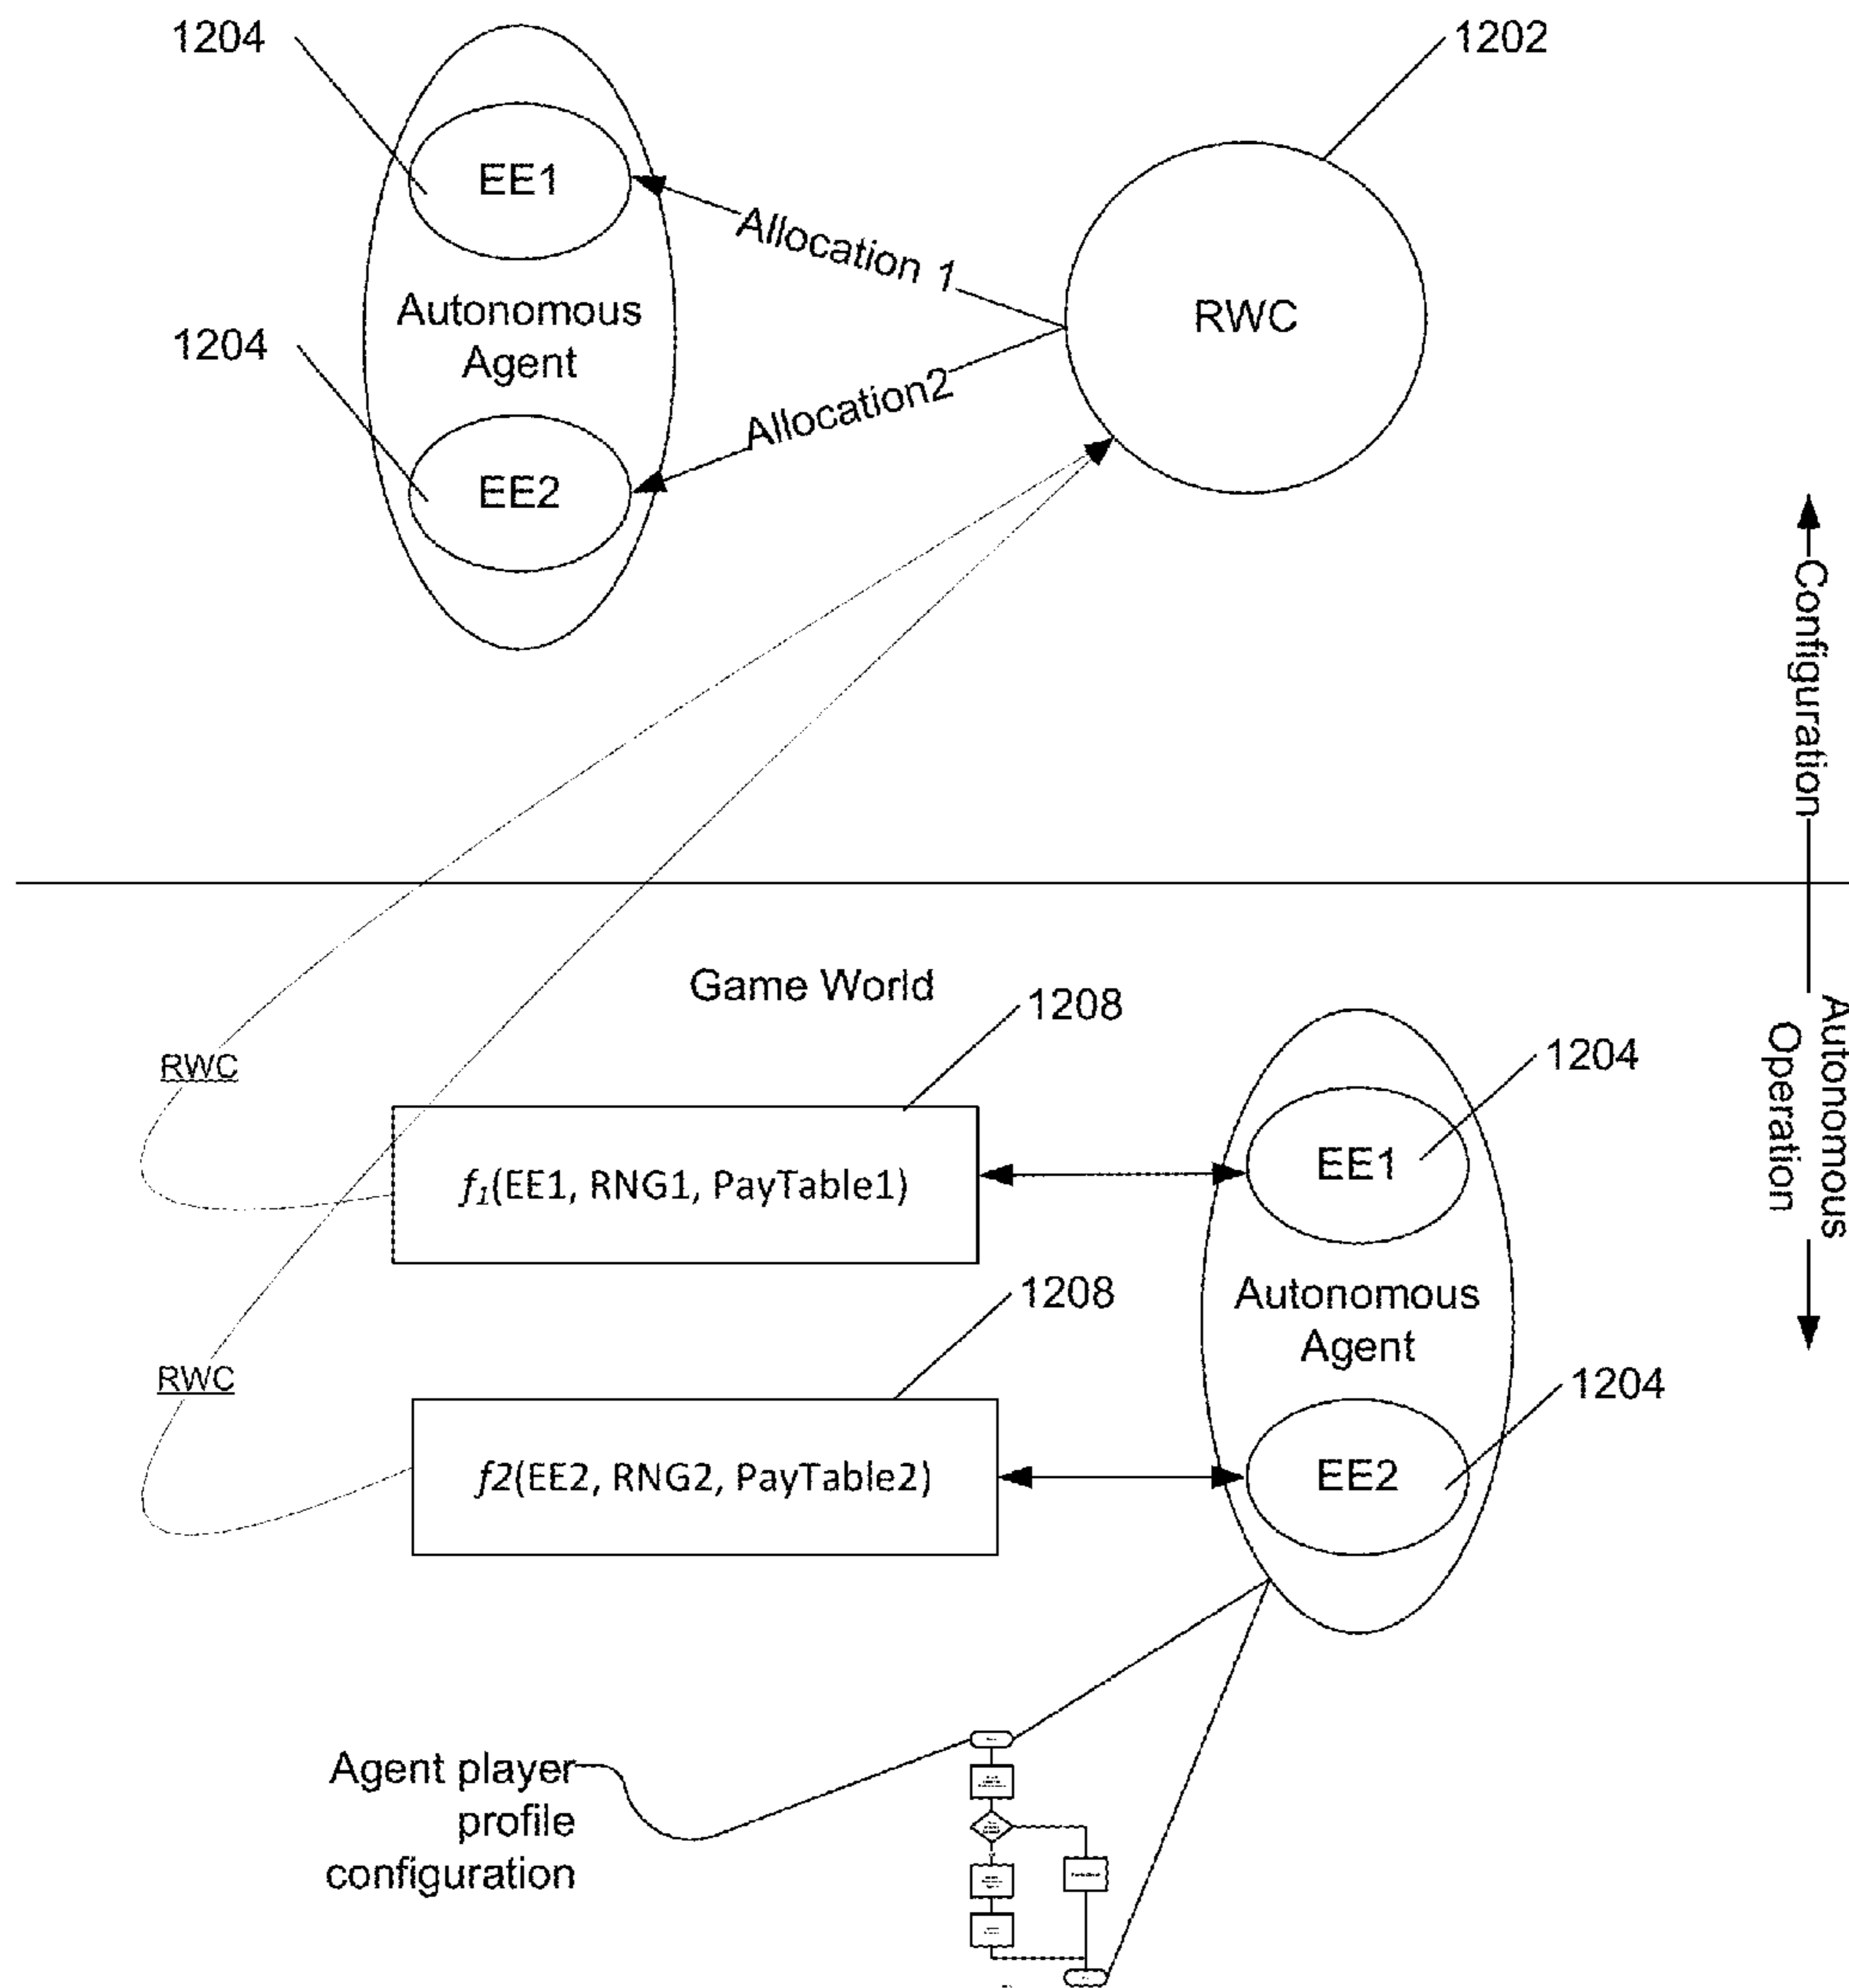 1204
1202
EE1
Allocation 1
RWC
Autonomous
Agent
1204
Allocation2
EE2
Configuration
Game World
1208
Autonomous
Operation
1204
RWC
EE1
f1(EE1, RNG1, PayTable1)
1208
Autonomous
Agent
RWC
1204
f2(EE2, RNG2, PayTable2)
EE2
Agent player
profile
configuration